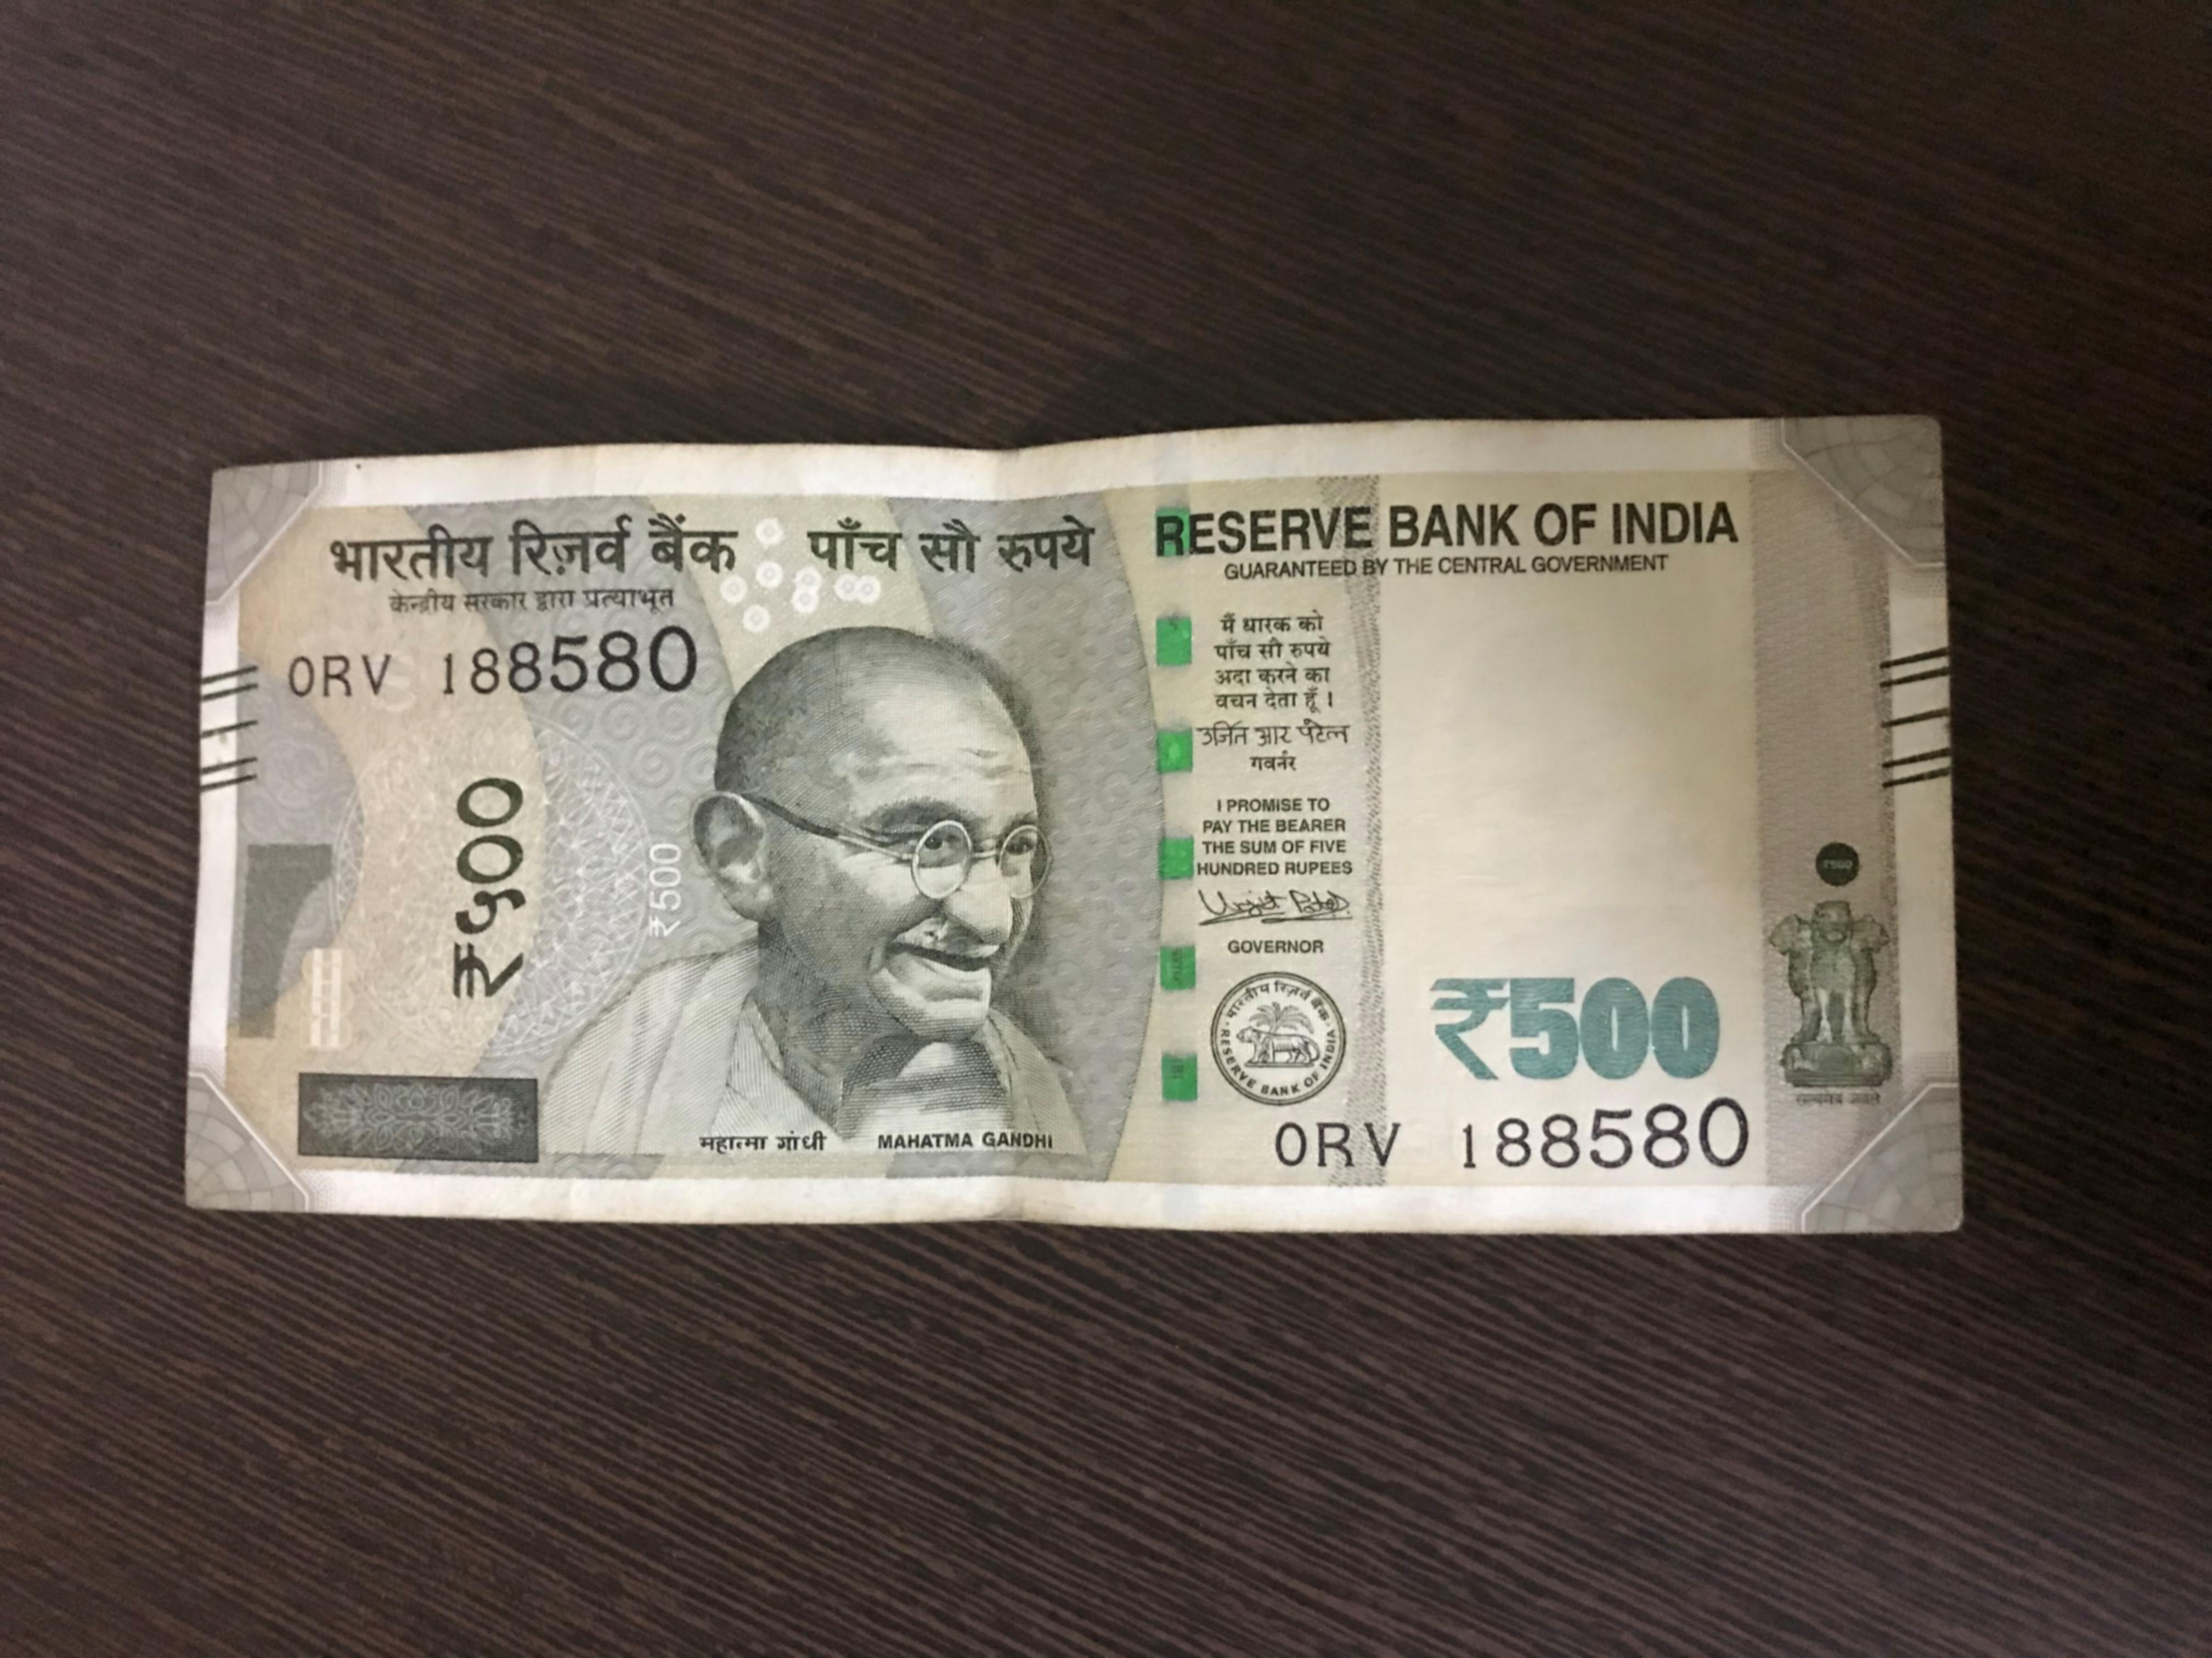 भारतीय रिज़र्व बैंक पाँच सौ रुपये
केन्द्रीय सरकार द्वारा प्रत्याभूत
0RV 188580
₹५००
₹500
महात्मा गांधी MAHATMA GANDHI
RESERVE BANK OF INDIA
GUARANTEED BY THE CENTRAL GOVERNMENT
मैं धारक को
पाँच सौ रुपये
अदा करने का
वचन देता हूँ ।
उर्जित आर पटेल
गवर्नर
I PROMISE TO
PAY THE BEARER
THE SUM OF FIVE
HUNDRED RUPEES
Urjit Patel
GOVERNOR
भारतीय रिज़र्व बैंक
RESERVE BANK OF INDIA
₹500
₹500
सत्यमेव जयते
0RV 188580